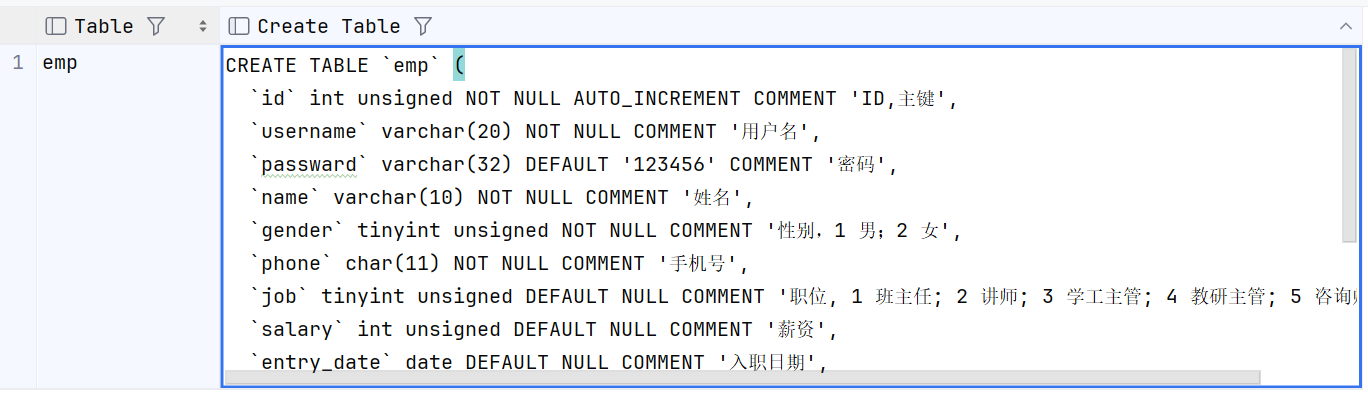 Table Create Table
1 emp CREATE TABLE `emp` (
`id` int unsigned NOT NULL AUTO_INCREMENT COMMENT 'ID,主键',
`username` varchar(20) NOT NULL COMMENT '用户名',
`passward` varchar(32) DEFAULT '123456' COMMENT '密码',
`name` varchar(10) NOT NULL COMMENT '姓名',
`gender` tinyint unsigned NOT NULL COMMENT '性别，1 男；2 女',
`phone` char(11) NOT NULL COMMENT '手机号',
`job` tinyint unsigned DEFAULT NULL COMMENT '职位, 1 班主任; 2 讲师; 3 学工主管; 4 教研主管; 5 咨询
`salary` int unsigned DEFAULT NULL COMMENT '薪资',
`entry_date` date DEFAULT NULL COMMENT '入职日期',